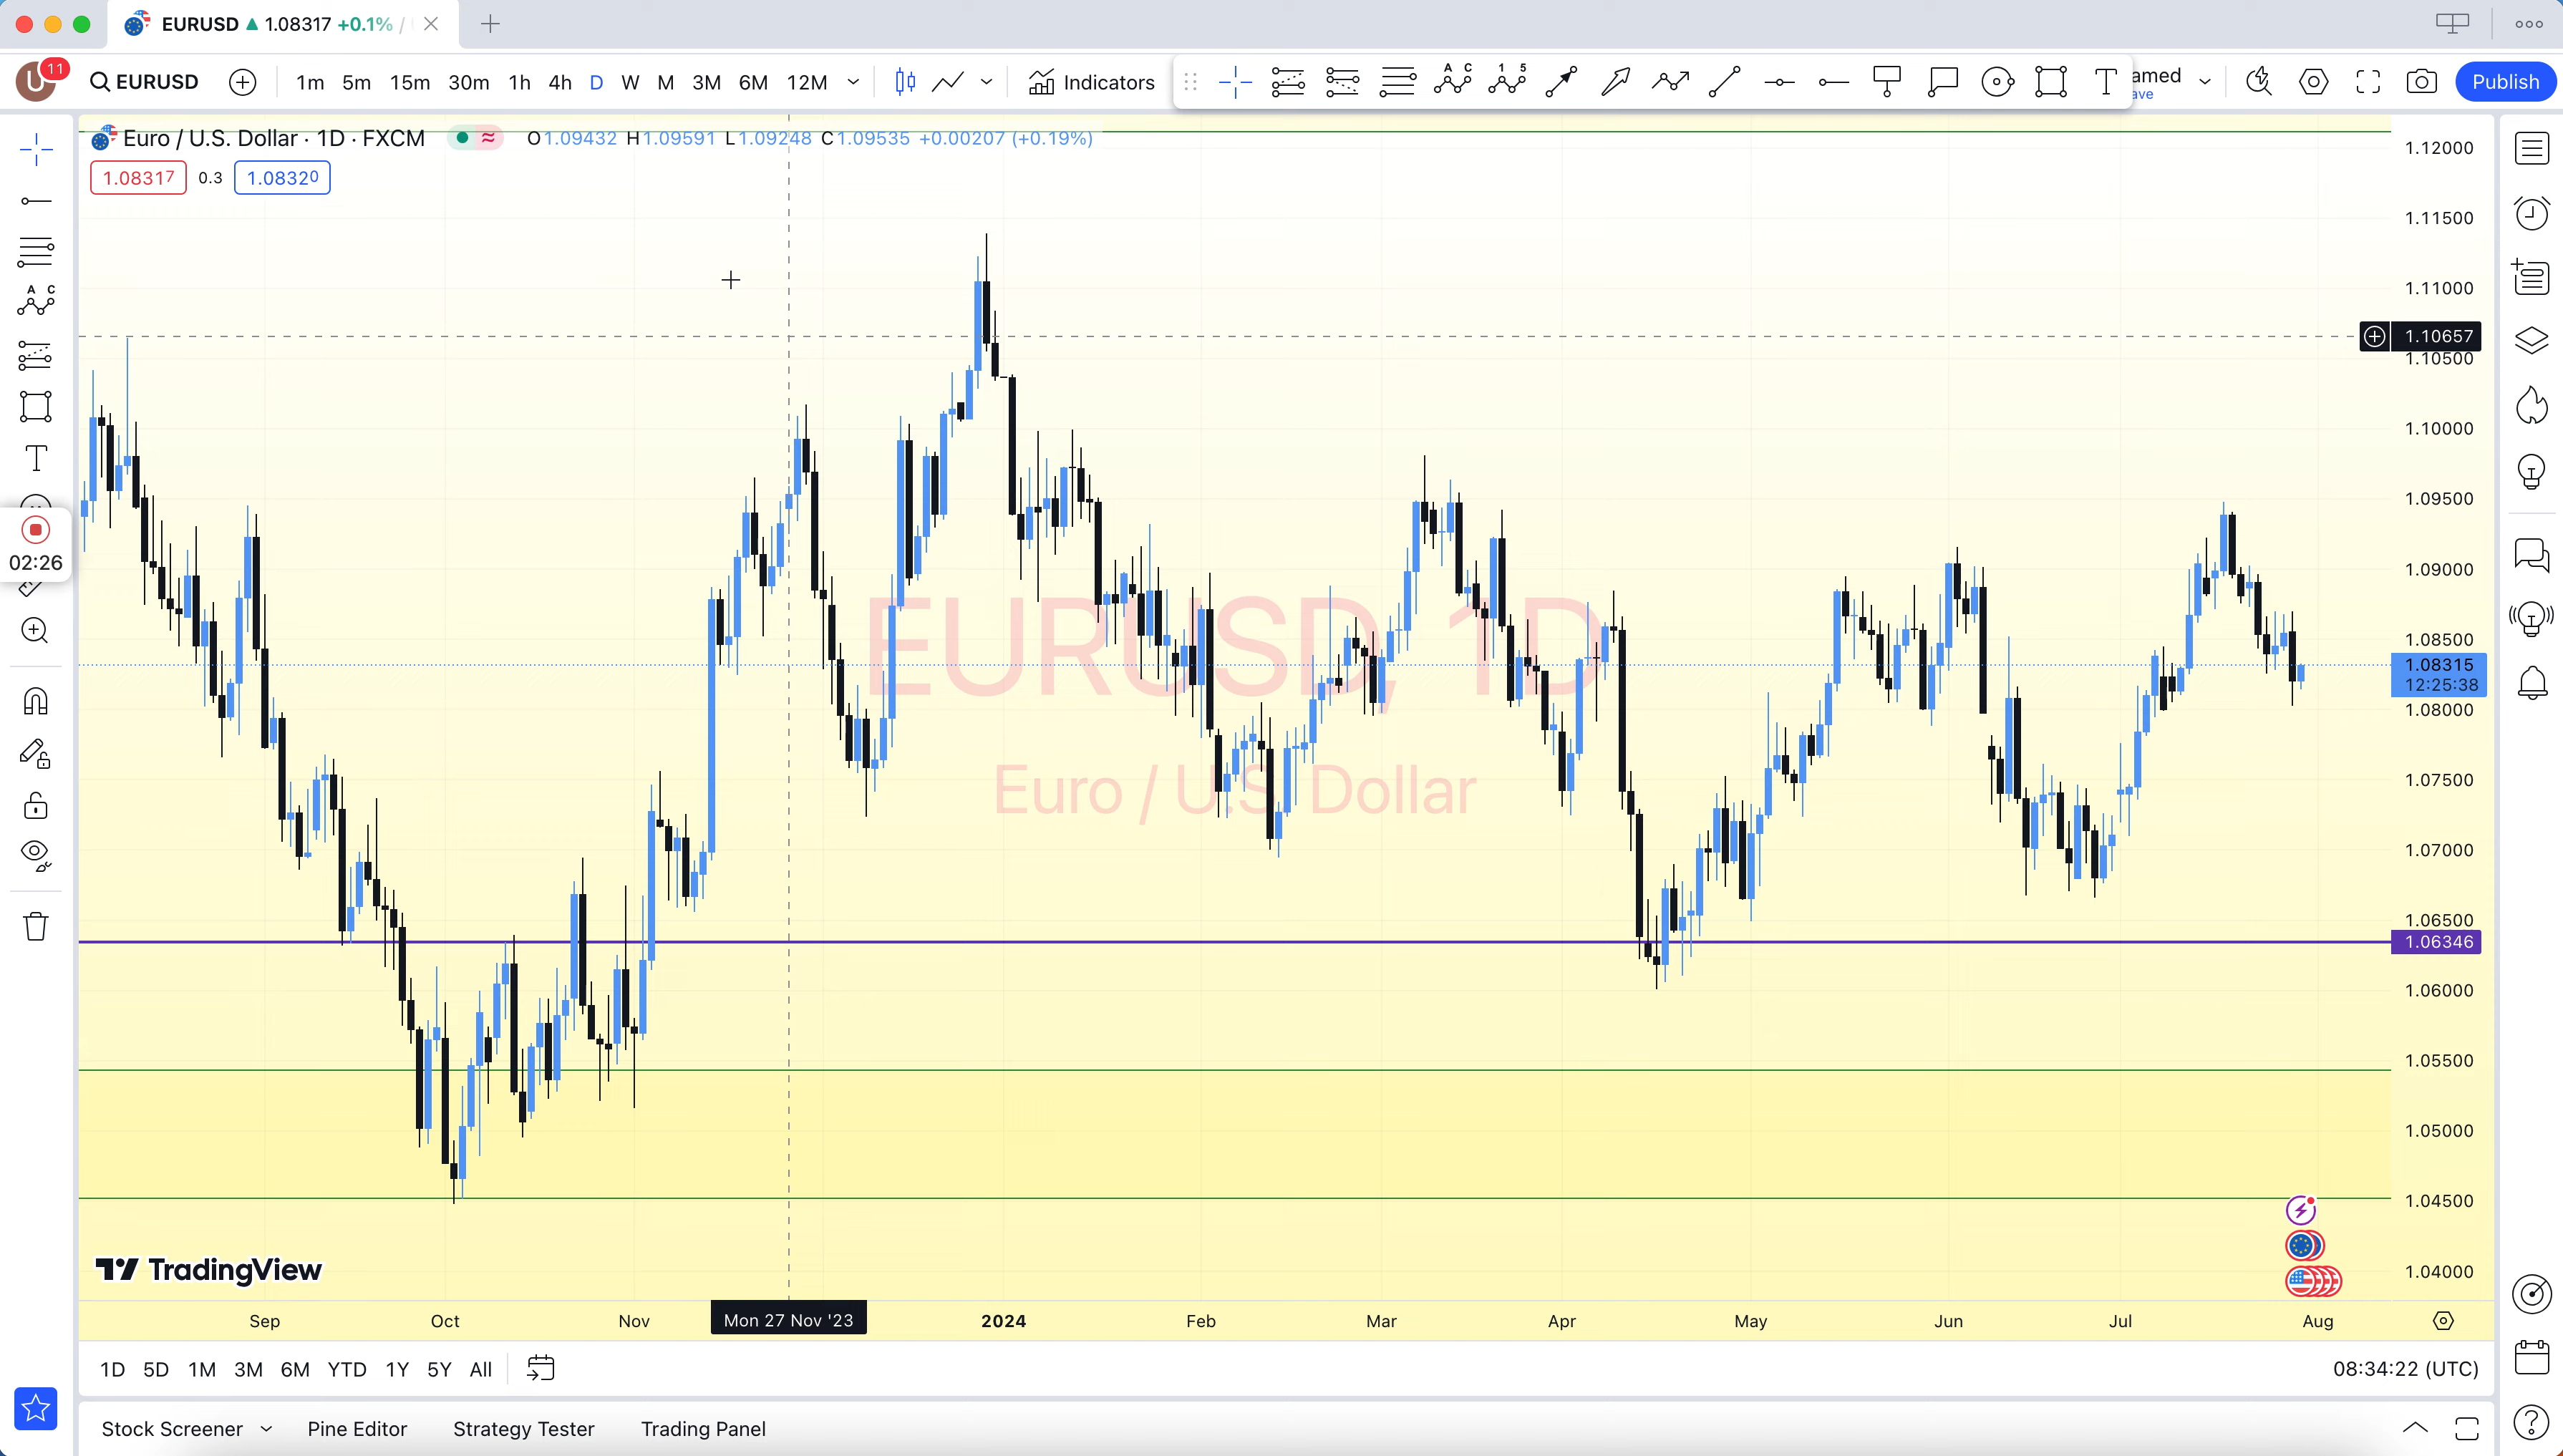 EURUSD ▲ 1.08317 +0.1% /
U 11 EURUSD 1m 5m 15m 30m 1h 4h D W M 3M 6M 12M Indicators A C 1 5 T amed Publish
ave
Euro / U.S. Dollar · 1D · FXCM O1.09432 H1.09591 L1.09248 C1.09535 +0.00207 (+0.19%)
1.08317 0.3 1.08320
1.12000
1.11500
1.11000
1.10657
1.10500
1.10000
1.09500
1.09000
1.08500
1.08315
12:25:38
1.08000
1.07500
1.07000
1.06500
1.06346
1.06000
1.05500
1.05000
1.04500
1.04000
A C
T
02:26
EURUSD, 1D
Euro / U.S. Dollar
TradingView
Sep Oct Nov Mon 27 Nov '23 2024 Feb Mar Apr May Jun Jul Aug
1D 5D 1M 3M 6M YTD 1Y 5Y All 08:34:22 (UTC)
Stock Screener Pine Editor Strategy Tester Trading Panel